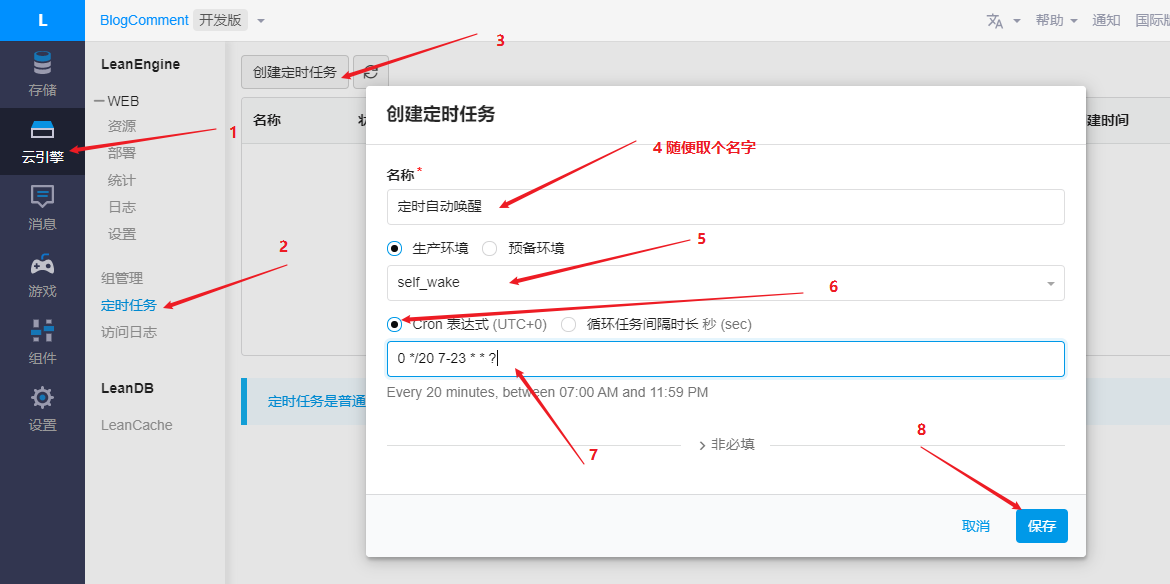 L
BlogComment 开发版
帮助 通知 国际版
存储
云引擎
消息
游戏
组件
设置
LeanEngine
WEB
资源
部署
统计
日志
设置
组管理
定时任务
访问日志
LeanDB
LeanCache
1
2
3
创建定时任务
名称
建时间
定时任务是普通
创建定时任务
4 随便取个名字
名称*
定时自动唤醒
生产环境 预备环境
5
self_wake
6
Cron 表达式 (UTC+0) 循环任务间隔时长 秒 (sec)
0 */20 7-23 * * ?
Every 20 minutes, between 07:00 AM and 11:59 PM
7
非必填
8
取消 保存